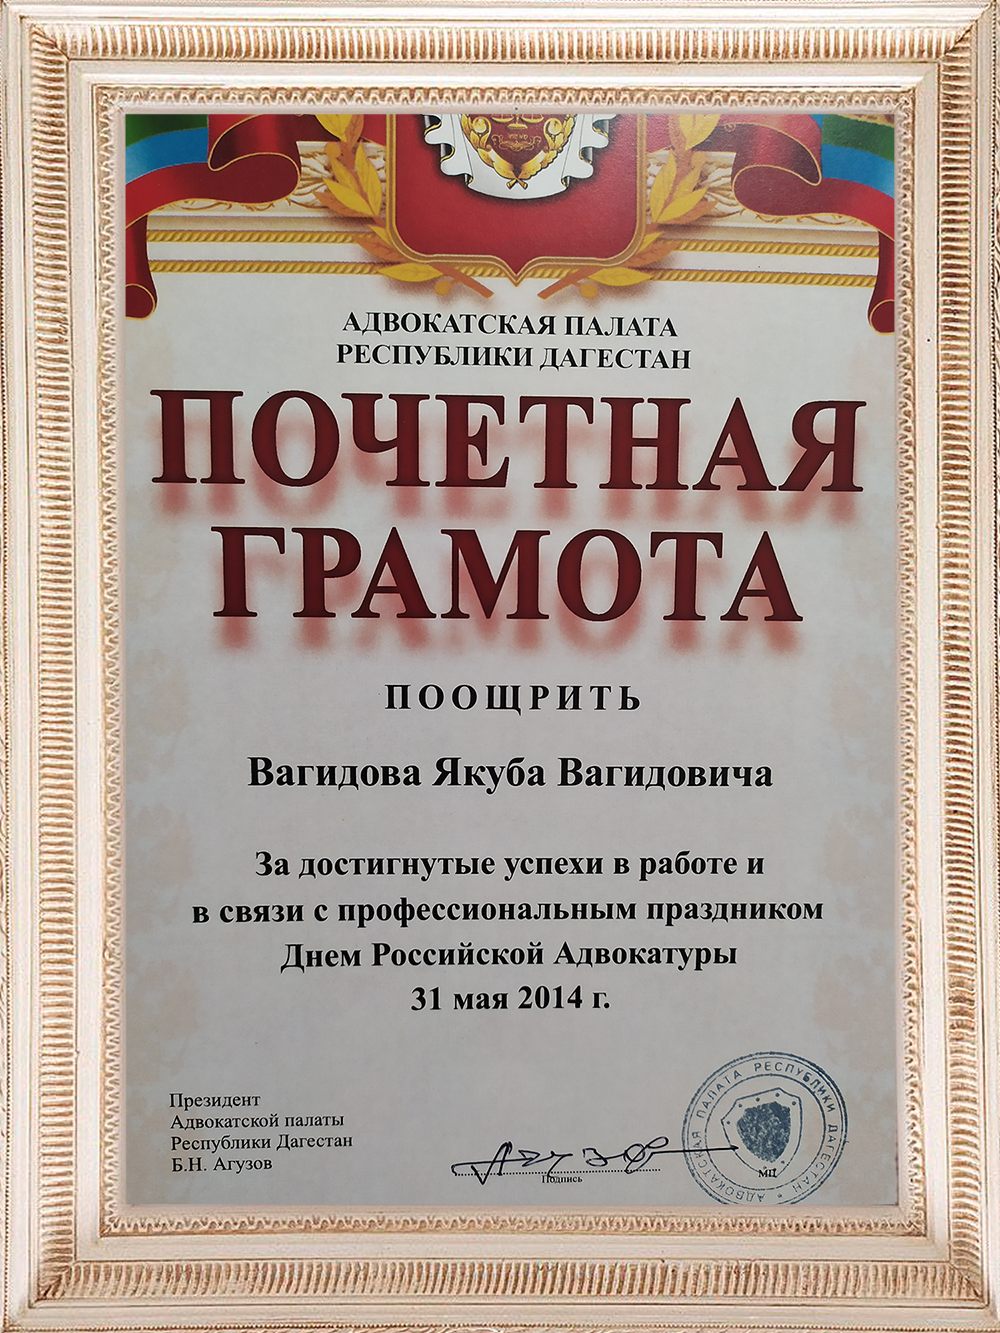 АДВОКАТСКАЯ ПАЛАТА
РЕСПУБЛИКИ ДАГЕСТАН
ПОЧЕТНАЯ
ГРАМОТА
ПООЩРИТЬ
Вагидова Якуба Вагидовича
За достигнутые успехи в работе и
в связи с профессиональным праздником
Днем Российской Адвокатуры
31 мая 2014 г.
Президент
Адвокатской палаты
Республики Дагестан
Б.Н. Агузов
Подпись
МП
АДВОКАТСКАЯ ПАЛАТА РЕСПУБЛИКИ ДАГЕСТАН